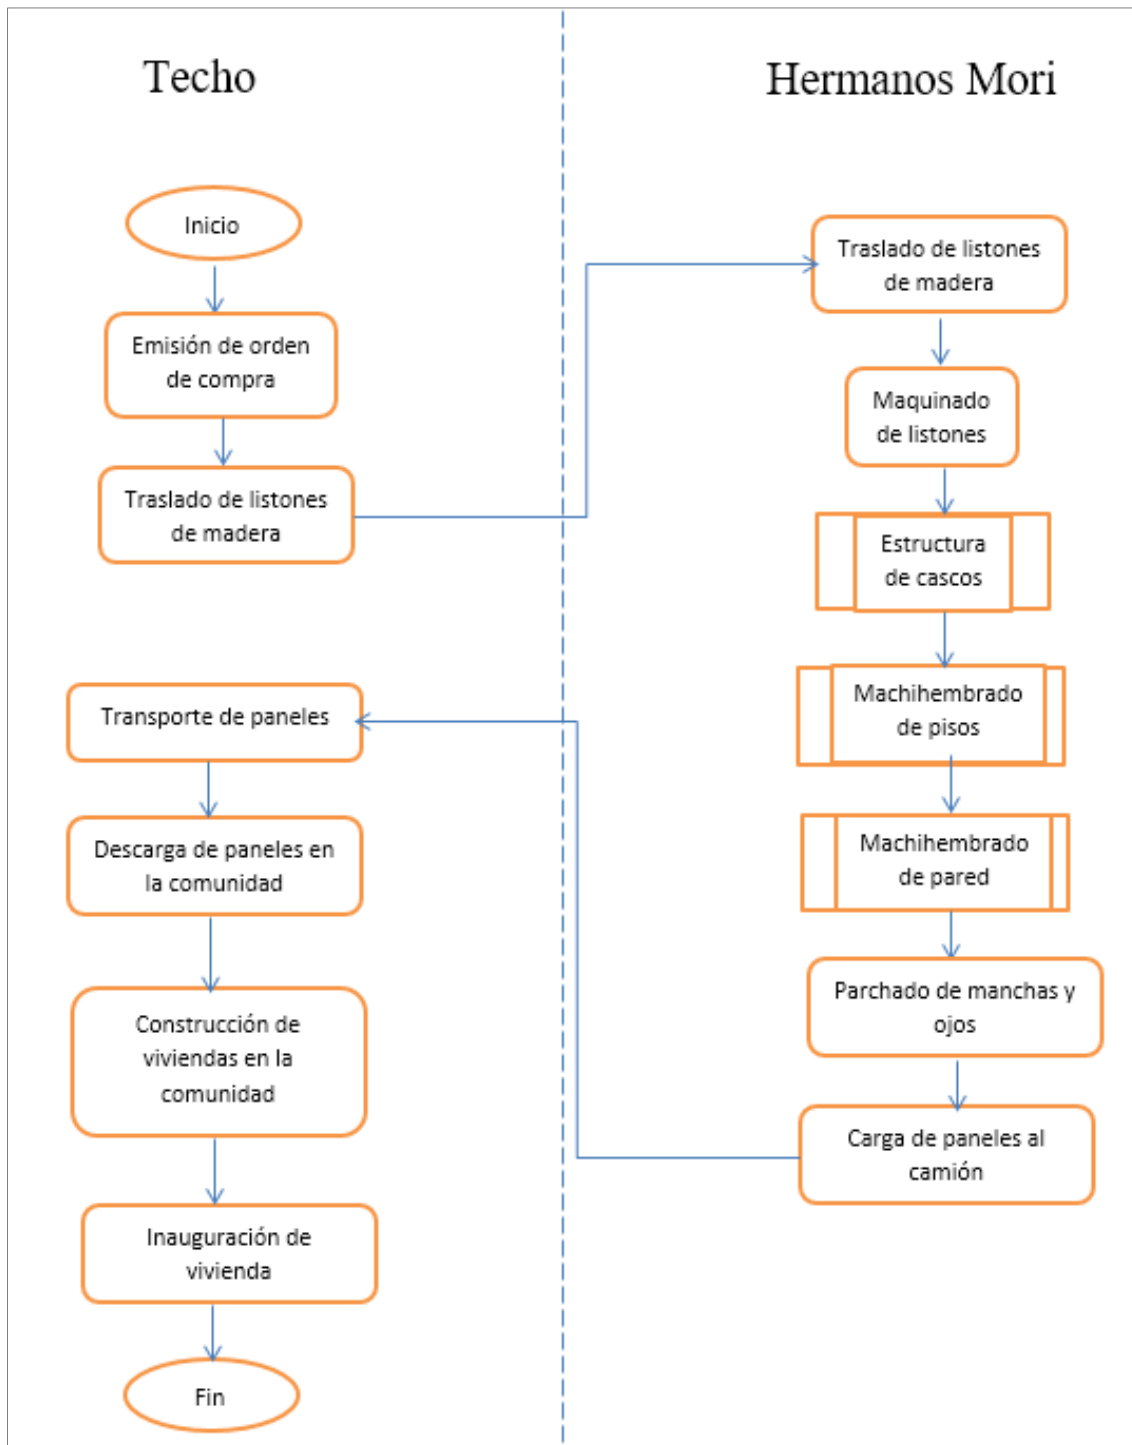 Techo
Hermanos Mori
Inicio
Emisión de orden
de compra
Traslado de listones
de madera
Traslado de listones
de madera
Maquinado
de listones
Estructura
de cascos
Machihembrado
de pisos
Machihembrado
de pared
Parchado de manchas y
ojos
Carga de paneles al
camión
Transporte de paneles
Descarga de paneles en
la comunidad
Construcción de
viviendas en la
comunidad
Inauguración de
vivienda
Fin